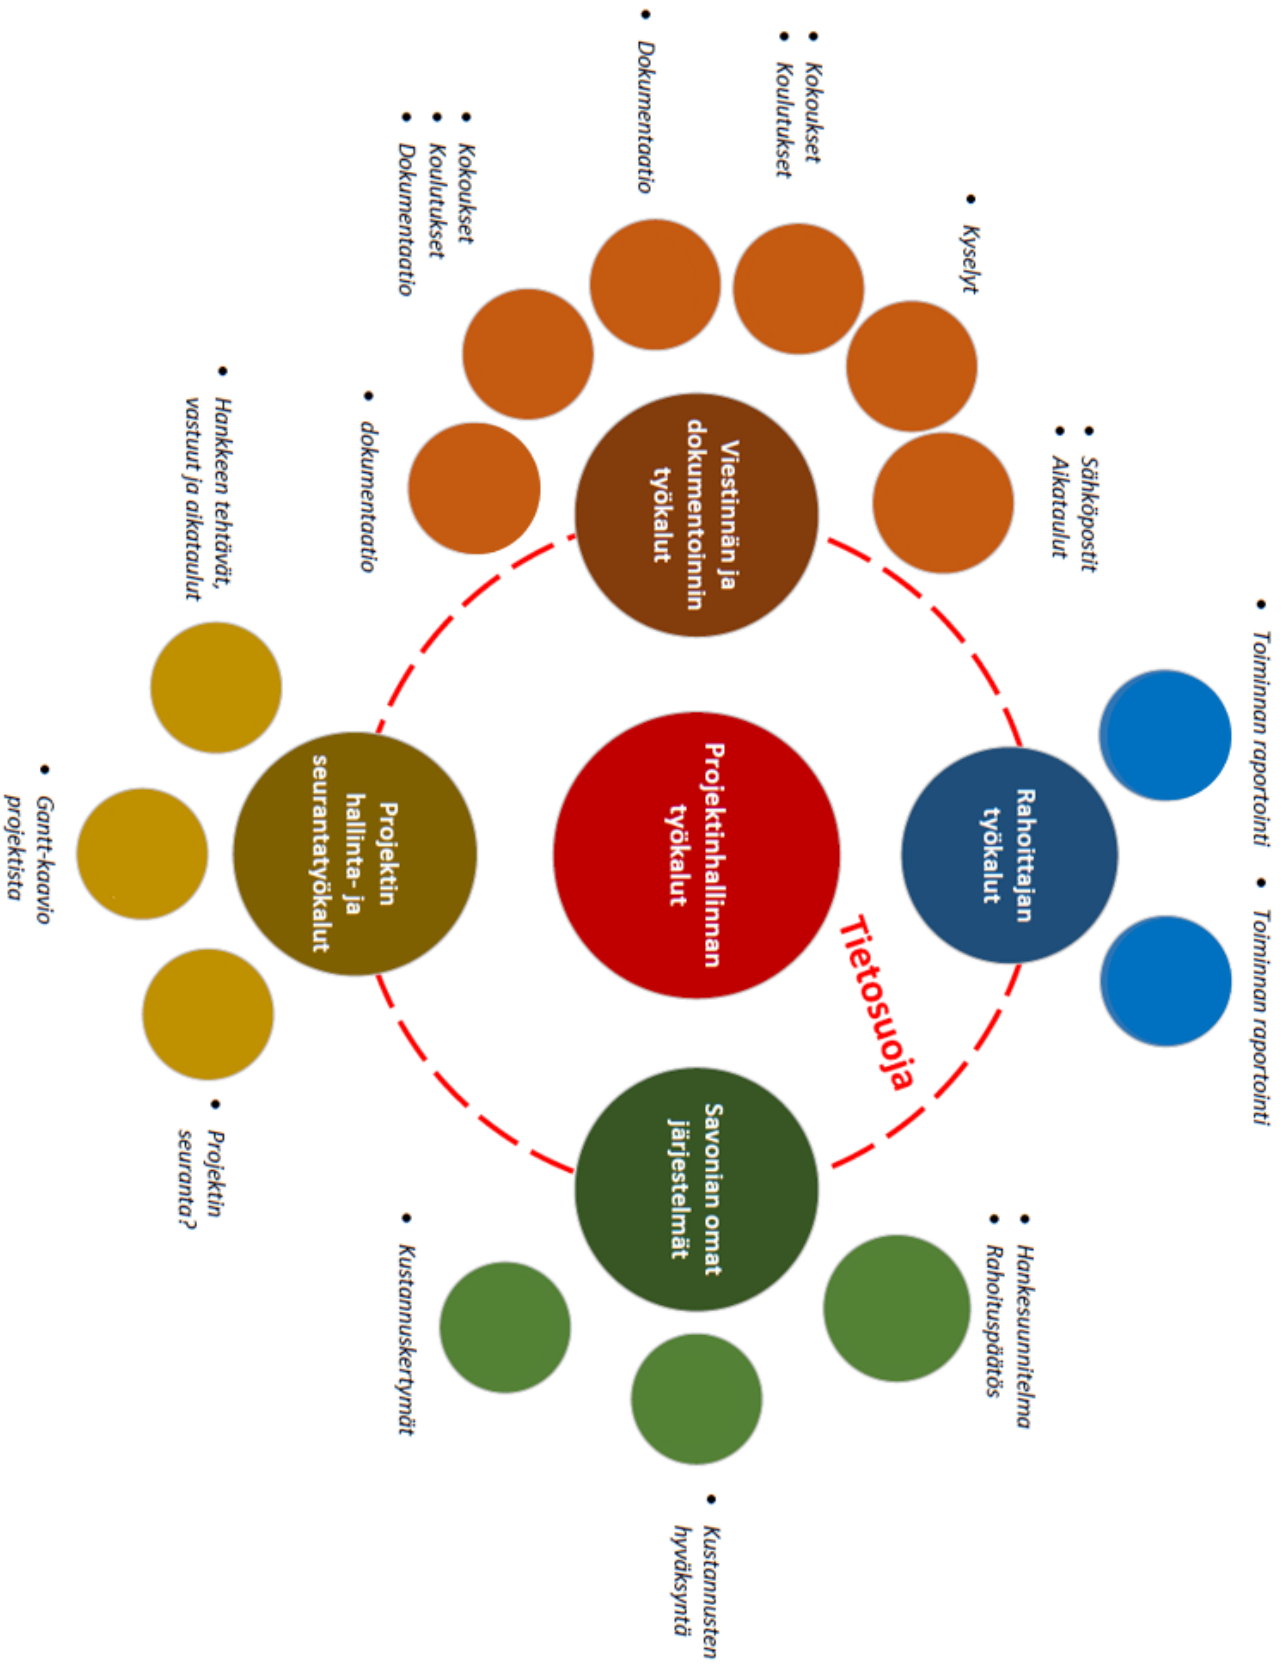 • Toiminnan raportointi
• Toiminnan raportointi
Rahoittajan
työkalut
• Sähköpostit
• Aikataulut
• Kyselyt
• Kokoukset
• Koulutukset
• Dokumentaatio
• Kokoukset
• Koulutukset
• Dokumentaatio
• dokumentaatio
Viestinnän ja
dokumentoinnin
työkalut
Projektinhallinnan
työkalut
Tietosuoja
Savonian omat
järjestelmät
• Hankesuunnitelma
• Rahoituspäätös
• Kustannusten
hyväksyntä
• Kustannuskertymät
Projektin
hallinta- ja
seurantatyökalut
• Hankkeen tehtävät,
vastuut ja aikataulut
• Gantt-kaavio
projektista
• Projektin
seuranta?